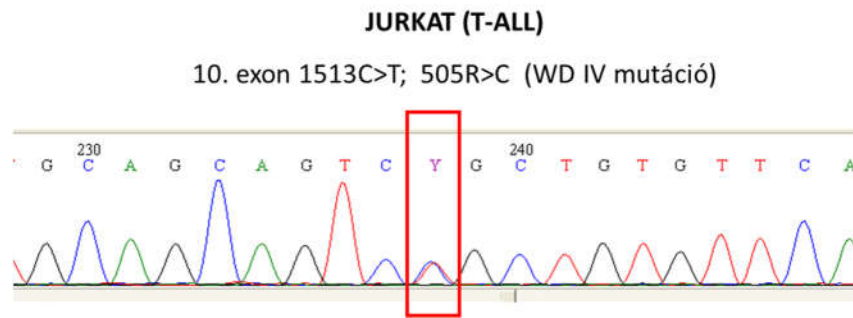 JURKAT (T-ALL)
10. exon 1513C>T; 505R>C (WD IV mutáció)
230 240
G C A G C A G T C Y G C T G T G T T C A